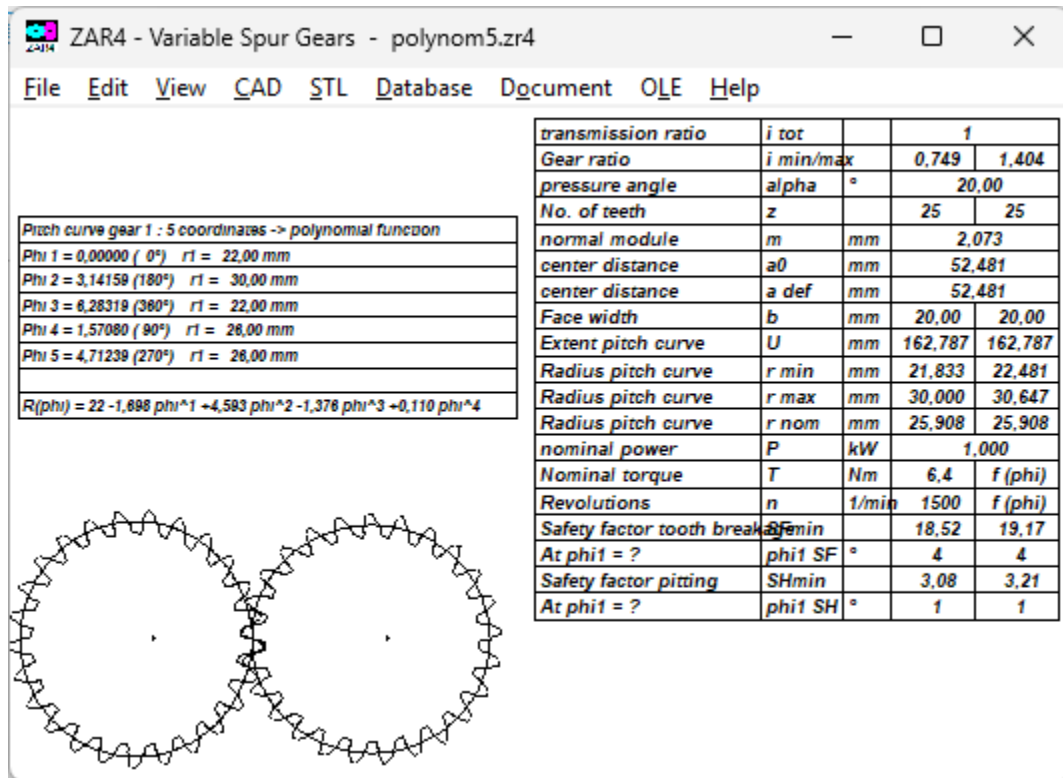 ZAR4 - Variable Spur Gears - polynom5.zr4
File Edit View CAD STL Database Document OLE Help
Pitch curve gear 1 : 5 coordinates -> polynomial function
Phi 1 = 0,00000 ( 0°) r1 = 22,00 mm
Phi 2 = 3,14159 (180°) r1 = 30,00 mm
Phi 3 = 6,28319 (360°) r1 = 22,00 mm
Phi 4 = 1,57080 ( 90°) r1 = 26,00 mm
Phi 5 = 4,71239 (270°) r1 = 26,00 mm
R(phi) = 22 -1,698 phi^1 +4,593 phi^2 -1,376 phi^3 +0,110 phi^4
transmission ratio i tot 1
Gear ratio i min/max 0,749 1,404
pressure angle alpha ° 20,00
No. of teeth z 25 25
normal module m mm 2,073
center distance a0 mm 52,481
center distance a def mm 52,481
Face width b mm 20,00 20,00
Extent pitch curve U mm 162,787 162,787
Radius pitch curve r min mm 21,833 22,481
Radius pitch curve r max mm 30,000 30,647
Radius pitch curve r nom mm 25,908 25,908
nominal power P kW 1,000
Nominal torque T Nm 6,4 f (phi)
Revolutions n 1/min 1500 f (phi)
Safety factor tooth breakage SFmin 18,52 19,17
At phi1 = ? phi1 SF ° 4 4
Safety factor pitting SHmin 3,08 3,21
At phi1 = ? phi1 SH ° 1 1